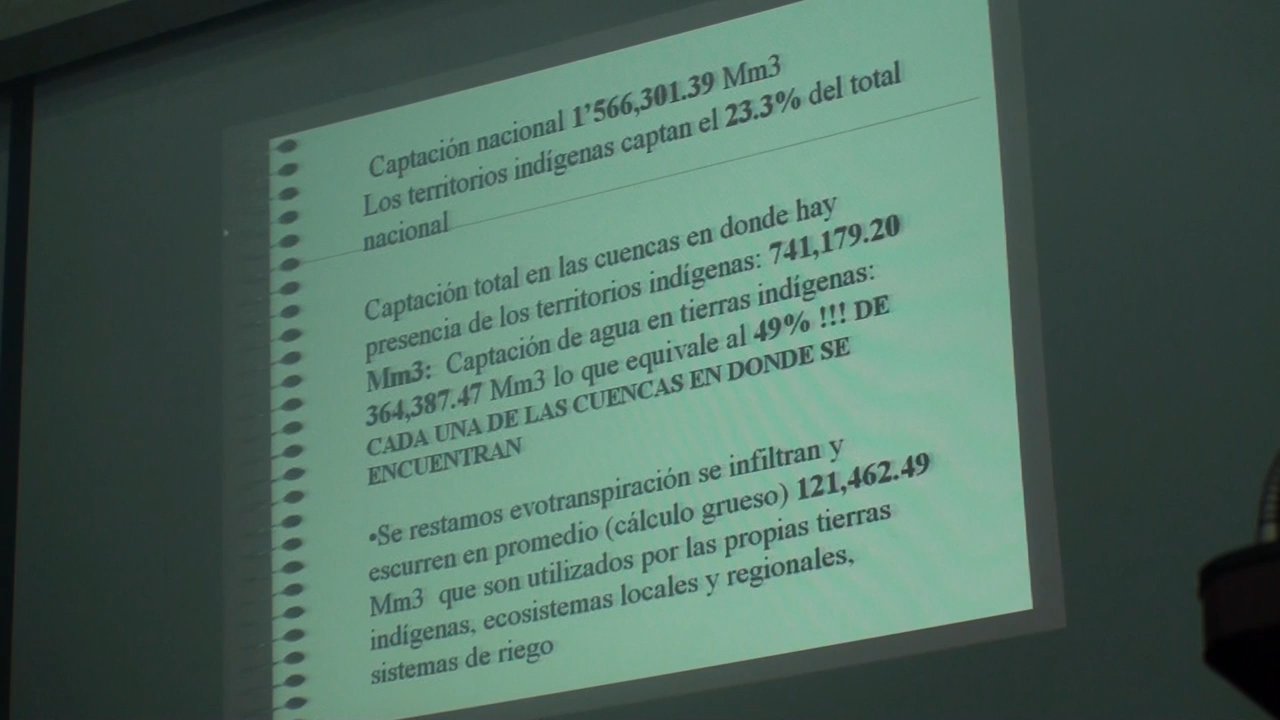 Captación nacional 1'566,301.39 Mm3
Los territorios indígenas captan el 23.3% del total
nacional
Captación total en las cuencas en donde hay
presencia de los territorios indígenas: 741,179.20
Mm3: Captación de agua en tierras indígenas:
364,387.47 Mm3 lo que equivale al 49% !!! DE
CADA UNA DE LAS CUENCAS EN DONDE SE
ENCUENTRAN
•Se restamos evotranspiración se infiltran y
escurren en promedio (cálculo grueso) 121,462.49
Mm3 que son utilizados por las propias tierras
indígenas, ecosistemas locales y regionales,
sistemas de riego